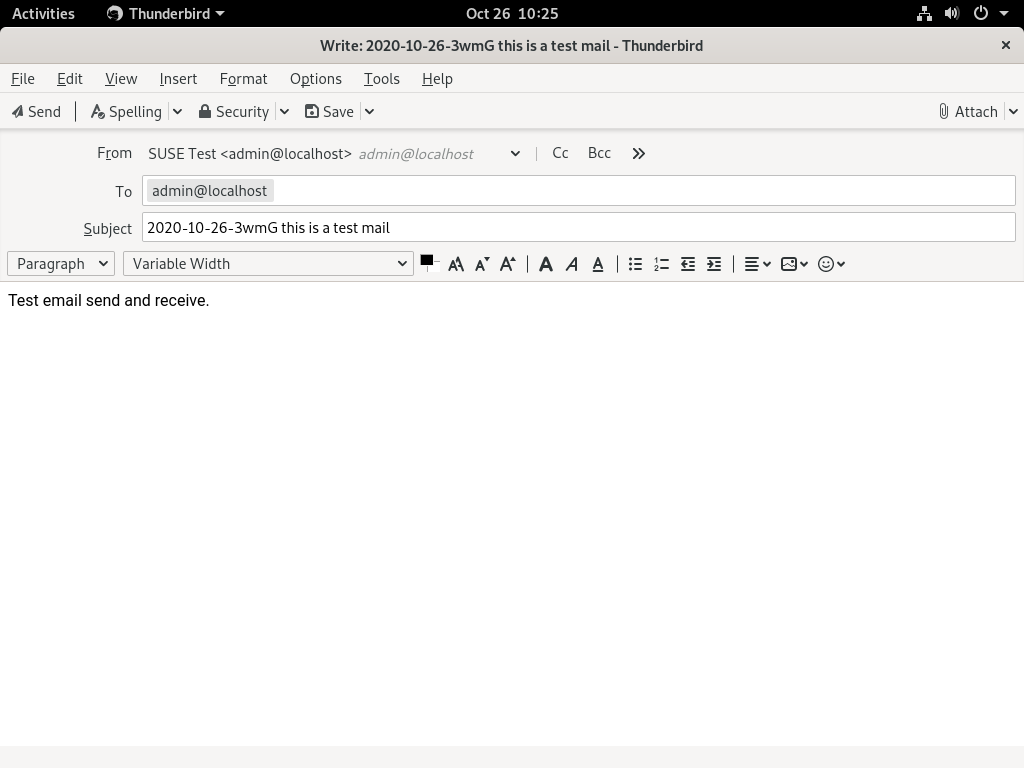 Activities Thunderbird Oct 26 10:25
Write: 2020-10-26-3wmG this is a test mail - Thunderbird
File Edit View Insert Format Options Tools Help
Send Spelling Security Save Attach
From SUSE Test <admin@localhost> admin@localhost Cc Bcc
To admin@localhost
Subject 2020-10-26-3wmG this is a test mail
Paragraph Variable Width
Test email send and receive.